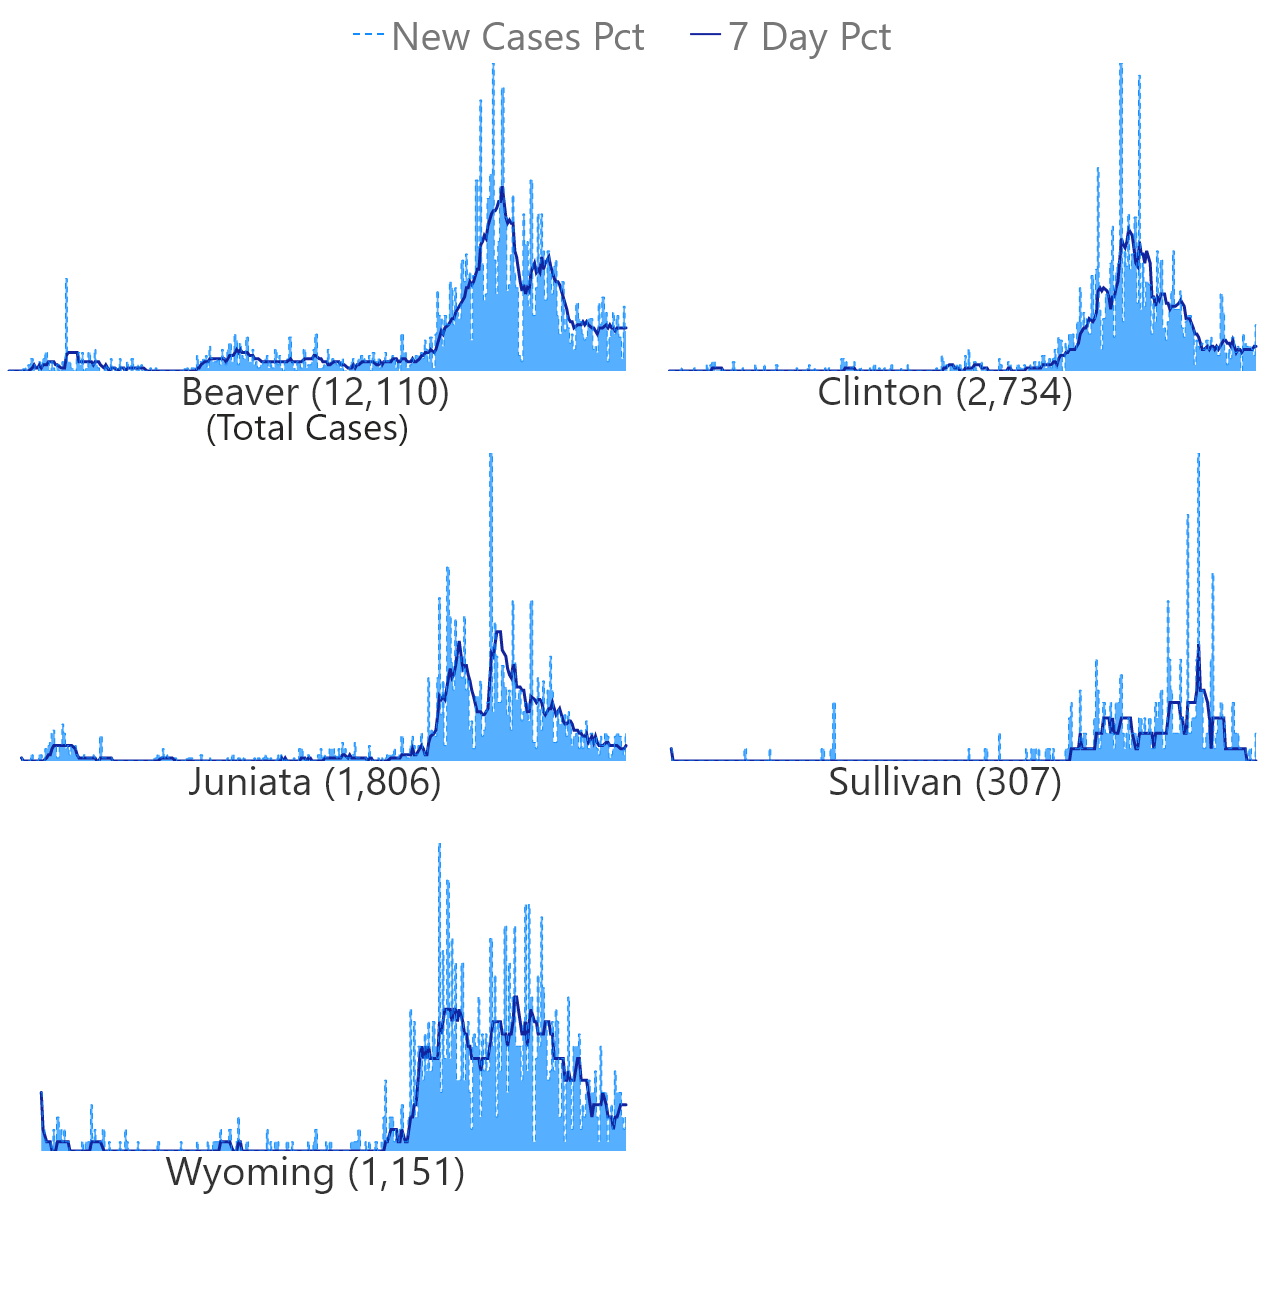 New Cases Pct 7 Day Pct
Beaver (12,110) Clinton (2,734)
(Total Cases)
Juniata (1,806) Sullivan (307)
Wyoming (1,151)